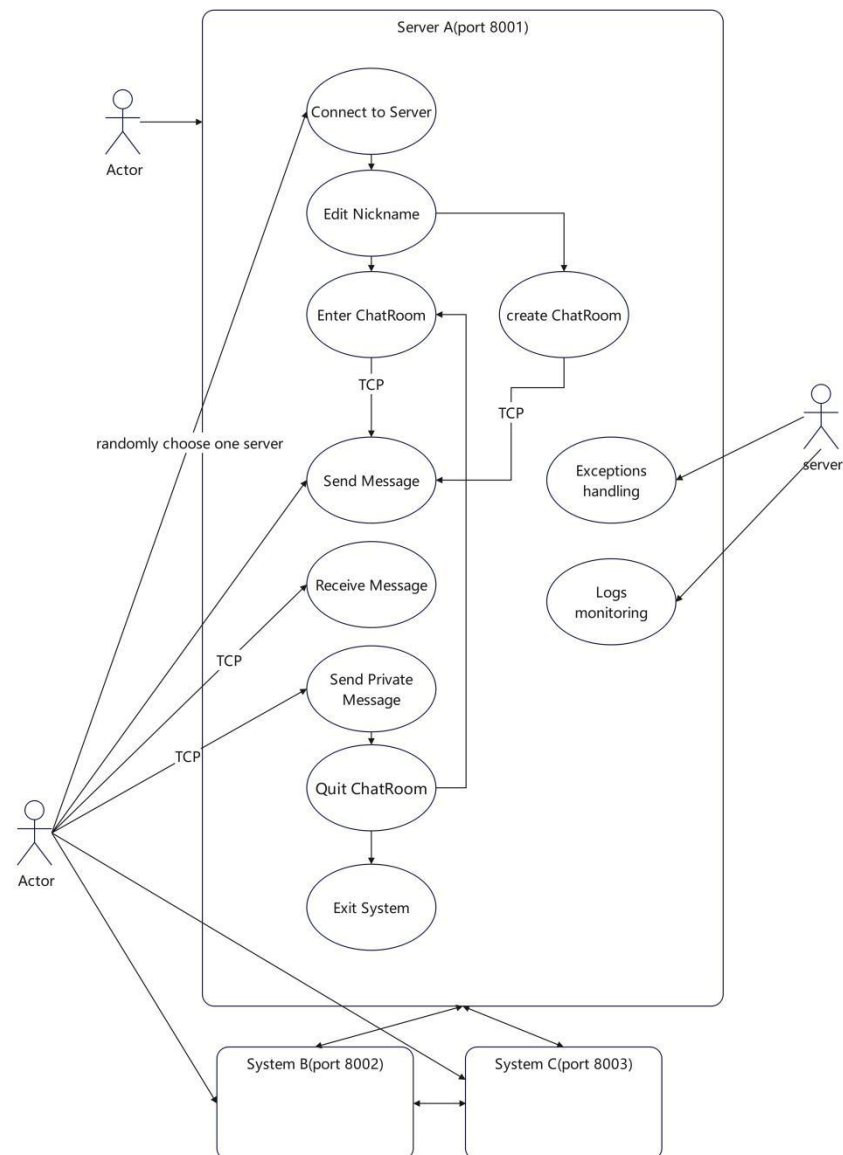 Server A(port 8001)
Connect to Server
Actor
Edit Nickname
Enter ChatRoom
create ChatRoom
TCP
TCP
randomly choose one server
server
Send Message
Exceptions
handling
Receive Message
Logs
monitoring
TCP
Send Private
Message
TCP
Quit ChatRoom
Actor
Exit System
System B(port 8002)
System C(port 8003)